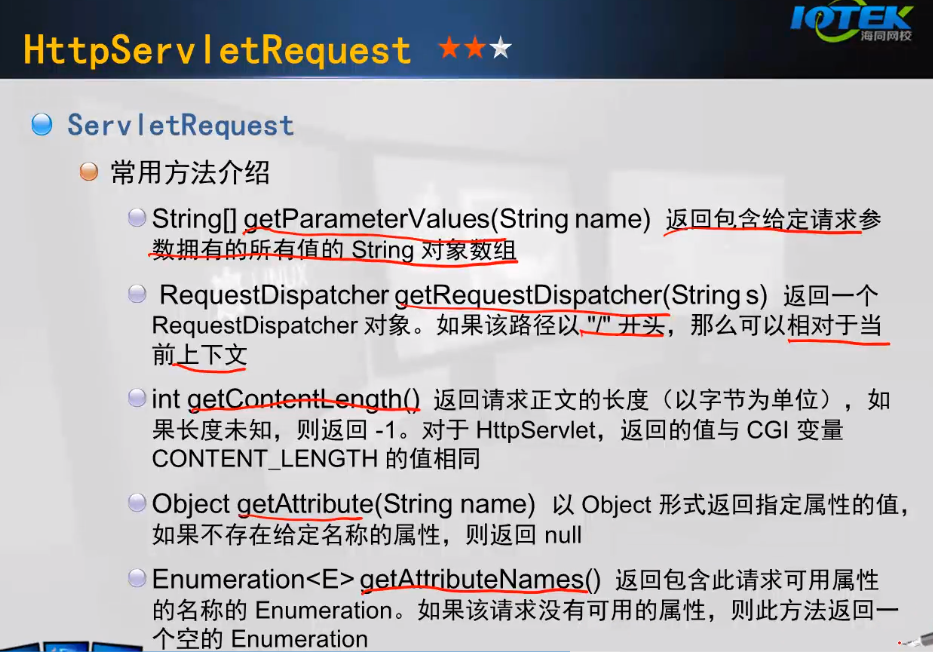 IOTEK
海同网校
HttpServletRequest
ServletRequest
常用方法介绍
String[] getParameterValues(String name) 返回包含给定请求参
数拥有的所有值的 String 对象数组
RequestDispatcher getRequestDispatcher(String s) 返回一个
RequestDispatcher 对象。如果该路径以 "/" 开头，那么可以相对于当
前上下文
int getContentLength() 返回请求正文的长度（以字节为单位），如
果长度未知，则返回 -1。对于 HttpServlet，返回的值与 CGI 变量
CONTENT_LENGTH 的值相同
Object getAttribute(String name) 以 Object 形式返回指定属性的值，
如果不存在给定名称的属性，则返回 null
Enumeration<E> getAttributeNames() 返回包含此请求可用属性
的名称的 Enumeration。如果该请求没有可用的属性，则此方法返回一
个空的 Enumeration